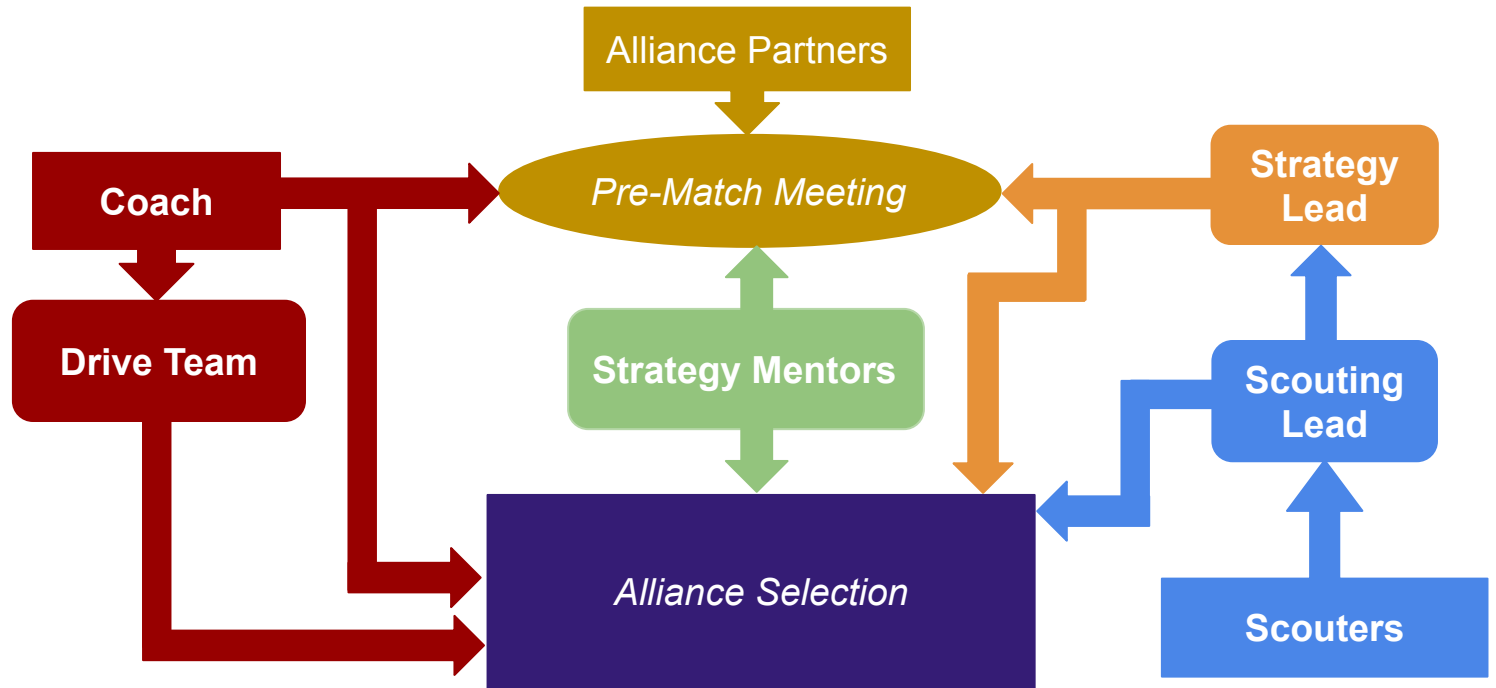 Alliance Partners
Coach
Pre-Match Meeting
Strategy
Lead
Drive Team
Strategy Mentors
Scouting
Lead
Alliance Selection
Scouters